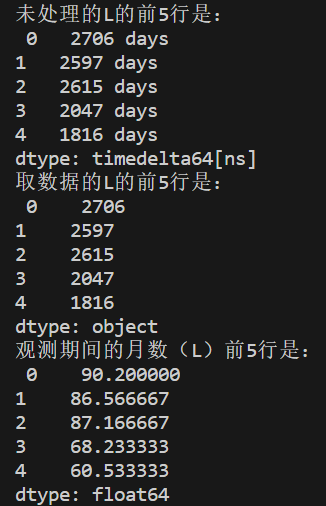 未处理的L的前5行是：
 0   2706 days
1   2597 days
2   2615 days
3   2047 days
4   1816 days
dtype: timedelta64[ns]
取数据的L的前5行是：
 0    2706
1    2597
2    2615
3    2047
4    1816
dtype: object
观测期间的月数（L）前5行是：
 0    90.200000
1    86.566667
2    87.166667
3    68.233333
4    60.533333
dtype: float64